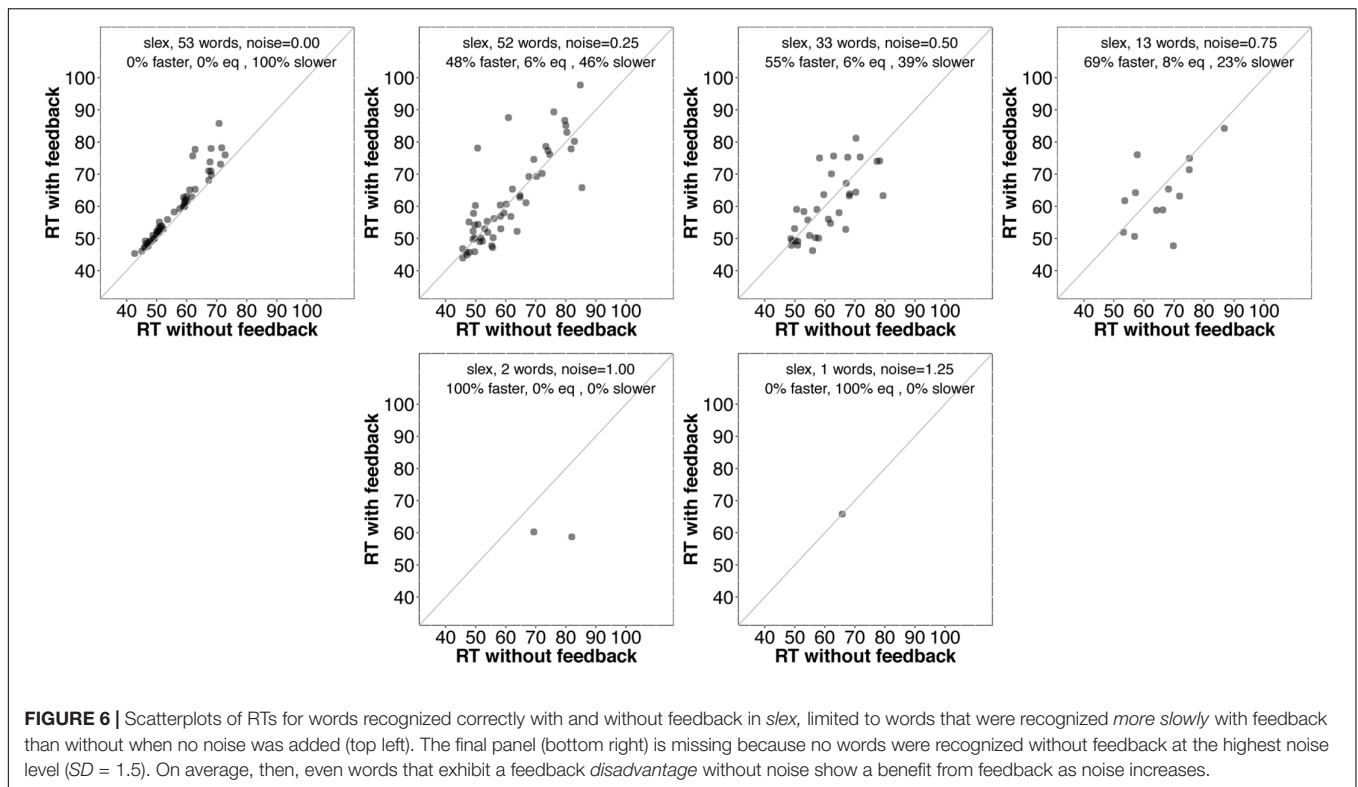 slex, 53 words, noise=0.00
0% faster, 0% eq , 100% slower
100
90
80
70
60
50
40
RT with feedback
40 50 60 70 80 90 100
RT without feedback
slex, 52 words, noise=0.25
48% faster, 6% eq , 46% slower
100
90
80
70
60
50
40
RT with feedback
40 50 60 70 80 90 100
RT without feedback
slex, 33 words, noise=0.50
55% faster, 6% eq , 39% slower
100
90
80
70
60
50
40
RT with feedback
40 50 60 70 80 90 100
RT without feedback
slex, 13 words, noise=0.75
69% faster, 8% eq , 23% slower
100
90
80
70
60
50
40
RT with feedback
40 50 60 70 80 90 100
RT without feedback
slex, 2 words, noise=1.00
100% faster, 0% eq , 0% slower
100
90
80
70
60
50
40
RT with feedback
40 50 60 70 80 90 100
RT without feedback
slex, 1 words, noise=1.25
0% faster, 100% eq , 0% slower
100
90
80
70
60
50
40
RT with feedback
40 50 60 70 80 90 100
RT without feedback
FIGURE 6 | Scatterplots of RTs for words recognized correctly with and without feedback in slex, limited to words that were recognized more slowly with feedback
than without when no noise was added (top left). The final panel (bottom right) is missing because no words were recognized without feedback at the highest noise
level (SD = 1.5). On average, then, even words that exhibit a feedback disadvantage without noise show a benefit from feedback as noise increases.